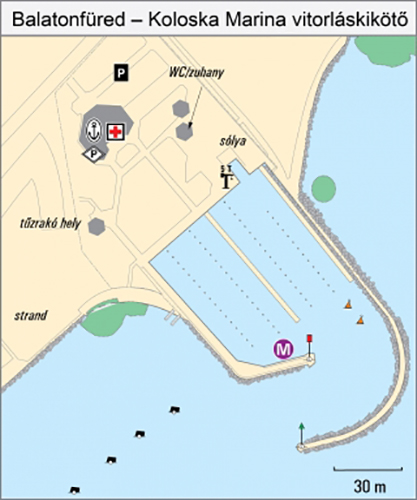 Balatonfüred – Koloska Marina vitorláskikötő
P
WC/zuhany
P
sólya
S T
T
tűzrakó hely
strand
M
30 m